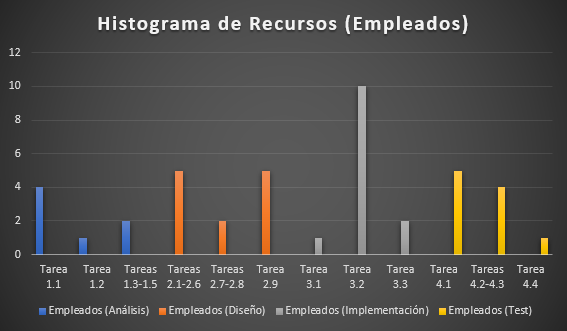 Histograma de Recursos (Empleados)
12
10
8
6
4
2
0
Tarea Tarea Tareas Tareas Tareas Tarea Tarea Tarea Tarea Tarea Tareas Tarea
1.1 1.2 1.3-1.5 2.1-2.6 2.7-2.8 2.9 3.1 3.2 3.3 4.1 4.2-4.3 4.4
Empleados (Análisis) Empleados (Diseño) Empleados (Implementación) Empleados (Test)